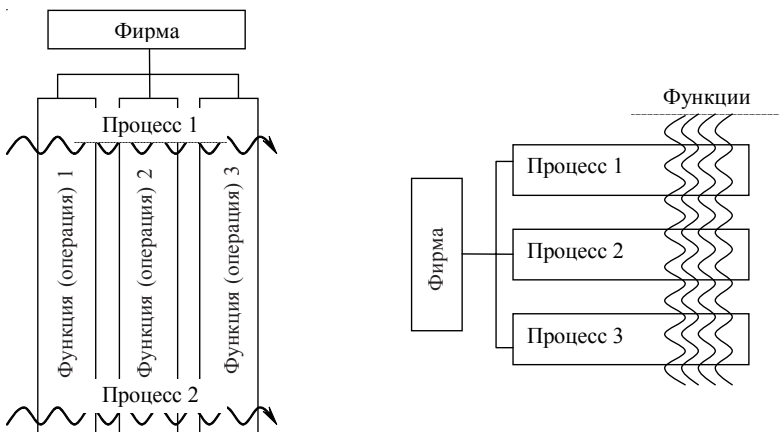 Фирма
Процесс 1
Функция (операция) 1
Функция (операция) 2
Функция (операция) 3
Процесс 2
Функции
Фирма
Процесс 1
Процесс 2
Процесс 3